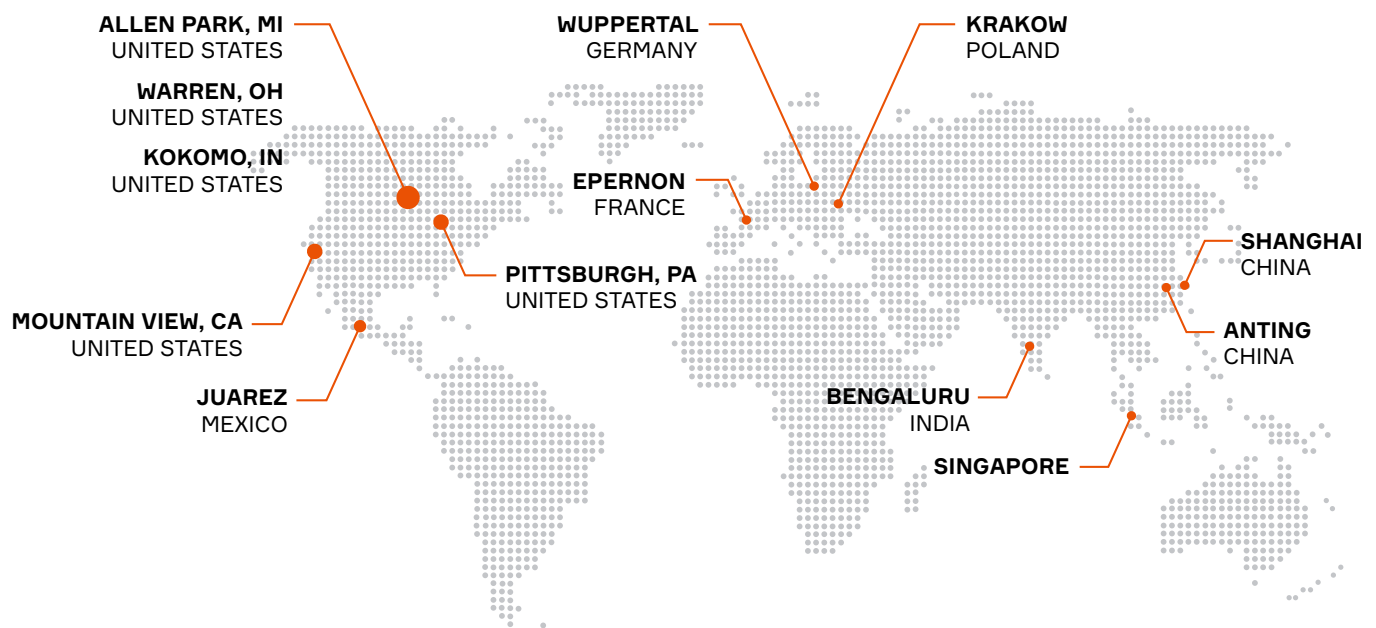 ALLEN PARK, MI
UNITED STATES
WARREN, OH
UNITED STATES
KOKOMO, IN
UNITED STATES
MOUNTAIN VIEW, CA
UNITED STATES
JUAREZ
MEXICO
PITTSBURGH, PA
UNITED STATES
WUPPERTAL
GERMANY
KRAKOW
POLAND
EPERNON
FRANCE
SHANGHAI
CHINA
ANTING
CHINA
BENGALURU
INDIA
SINGAPORE